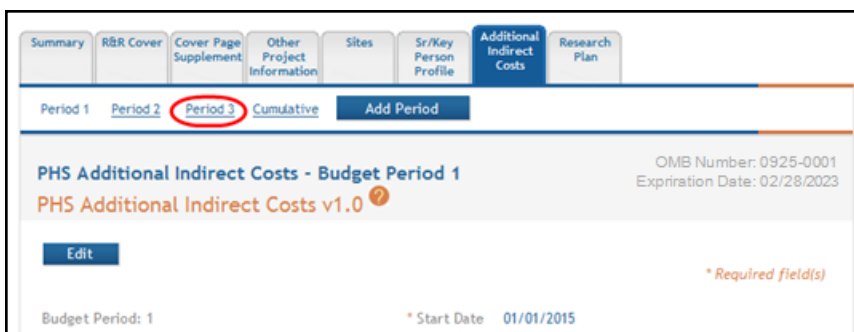 Summary R&R Cover Cover Page Supplement Other Project Information Sites Sr/Key Person Profile Additional Indirect Costs Research Plan
Period 1 Period 2 Period 3 Cumulative Add Period
PHS Additional Indirect Costs - Budget Period 1
OMB Number: 0925-0001
PHS Additional Indirect Costs v1.0 ?
Expriration Date: 02/28/2023
Edit
* Required field(s)
Budget Period: 1 * Start Date 01/01/2015